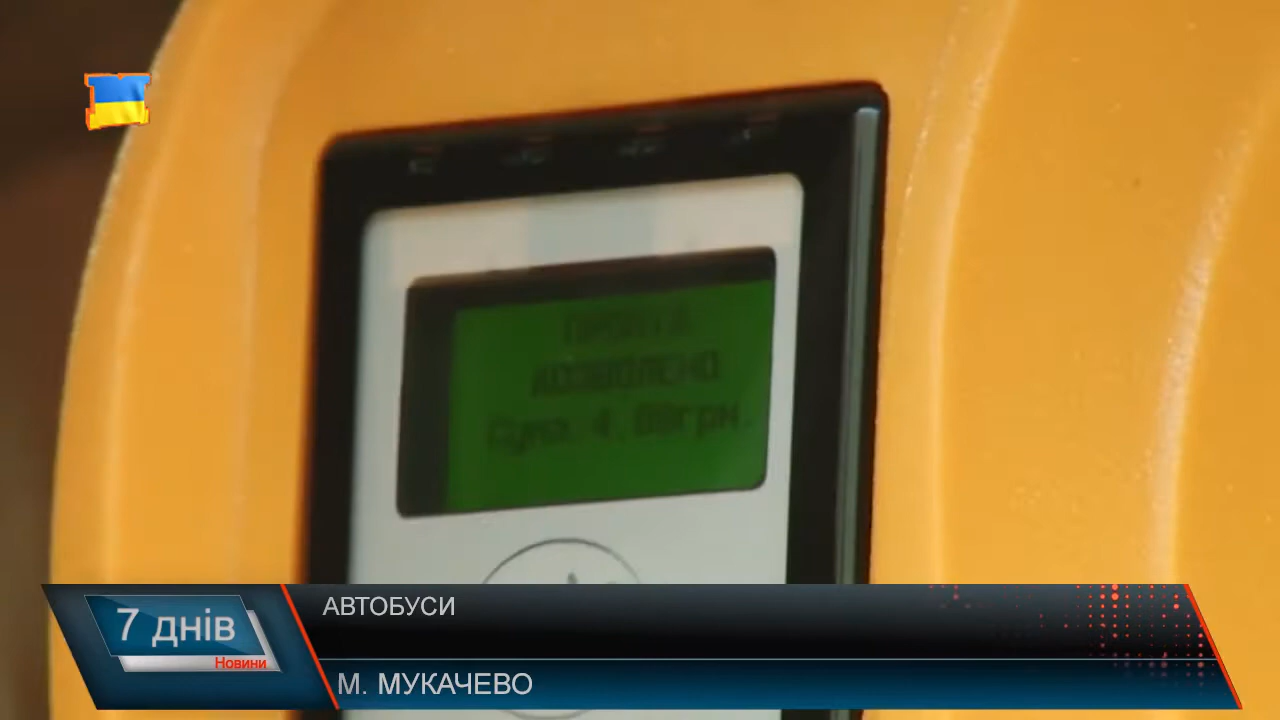 ДОЗВОЛЕНО
Сума 4.00грн.
АВТОБУСИ
7 днів
Новини
М. МУКАЧЕВО